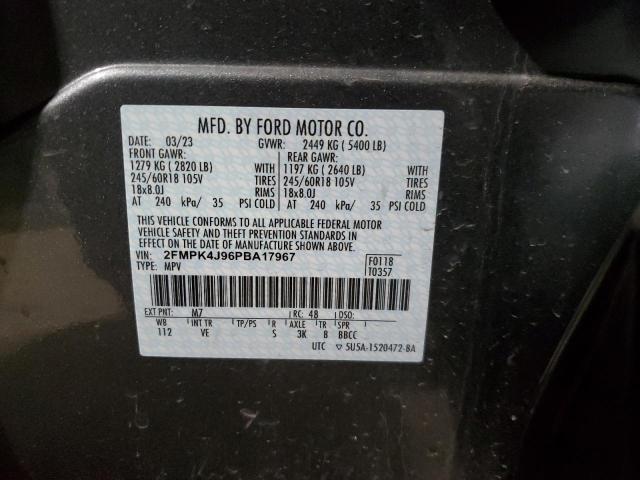 MFD. BY FORD MOTOR CO.
DATE: 03/23 GVWR: 2449 KG ( 5400 LB)
FRONT GAWR: REAR GAWR:
1279 KG ( 2820 LB) WITH 1197 KG ( 2640 LB) WITH
245/60R18 105V TIRES 245/60R18 105V TIRES
18x8.0J RIMS 18x8.0J RIMS
AT 240 kPa/ 35 PSI COLD AT 240 kPa/ 35 PSI COLD
THIS VEHICLE CONFORMS TO ALL APPLICABLE FEDERAL MOTOR
VEHICLE SAFETY AND THEFT PREVENTION STANDARDS IN
EFFECT ON THE DATE OF MANUFACTURE SHOWN ABOVE.
VIN: 2FMPK4J96PBA17967 F0118
TYPE: MPV T0357
EXT PNT: M7 RC: 48 DSO:
WB INT TR TP/PS R AXLE TR SPR
112 VE S 3K 8 BBCC
UTC ▽ 5U5A-1520472-BA